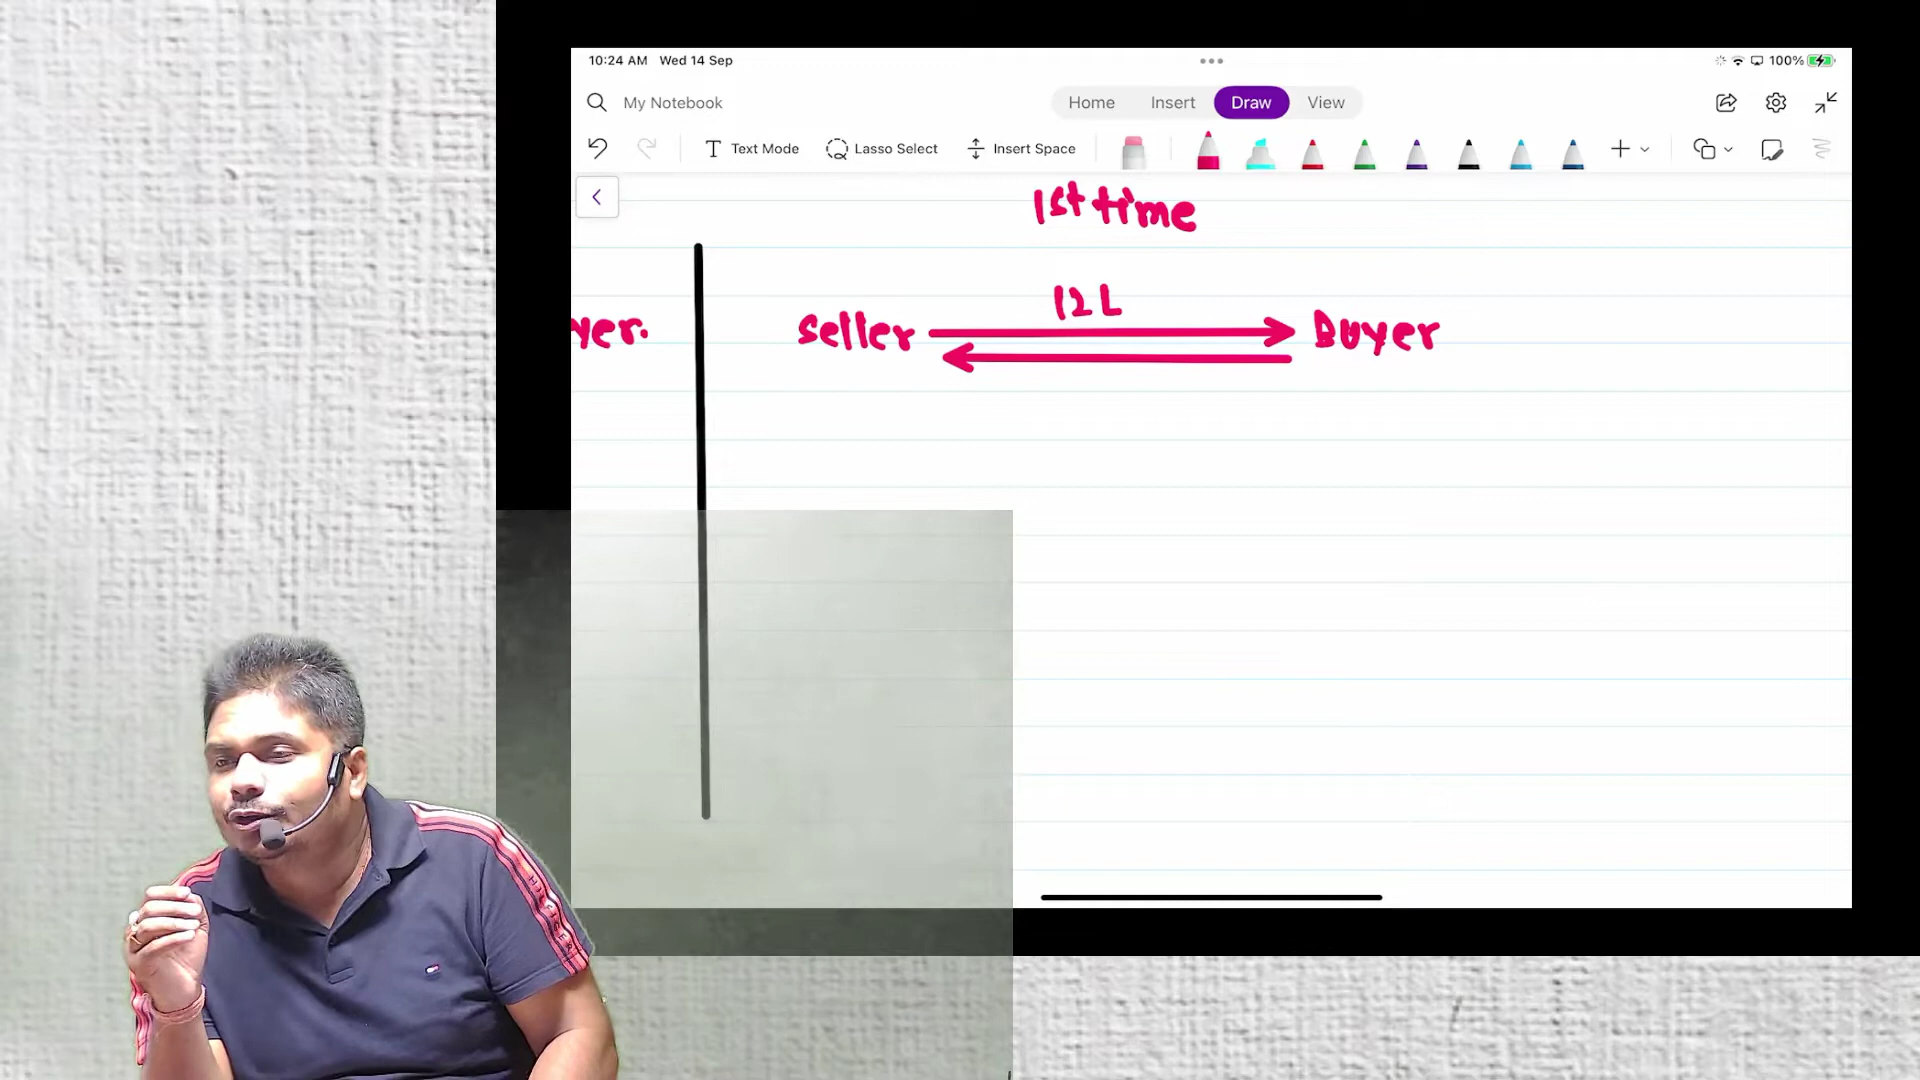 10:24 AM Wed 14 Sep
100%
My Notebook
Home Insert Draw View
Text Mode Lasso Select Insert Space
1st time
12 L
yer. Seller Buyer